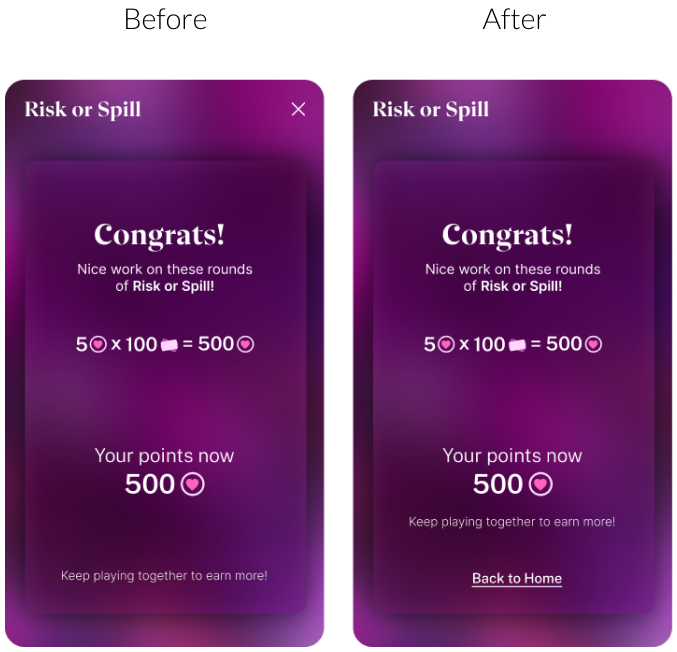 Before
After
Risk or Spill
Congrats!
Nice work on these rounds
of Risk or Spill!
5 x 100 = 500
Your points now
500
Keep playing together to earn more!
Risk or Spill
Congrats!
Nice work on these rounds
of Risk or Spill!
5 x 100 = 500
Your points now
500
Keep playing together to earn more!
Back to Home